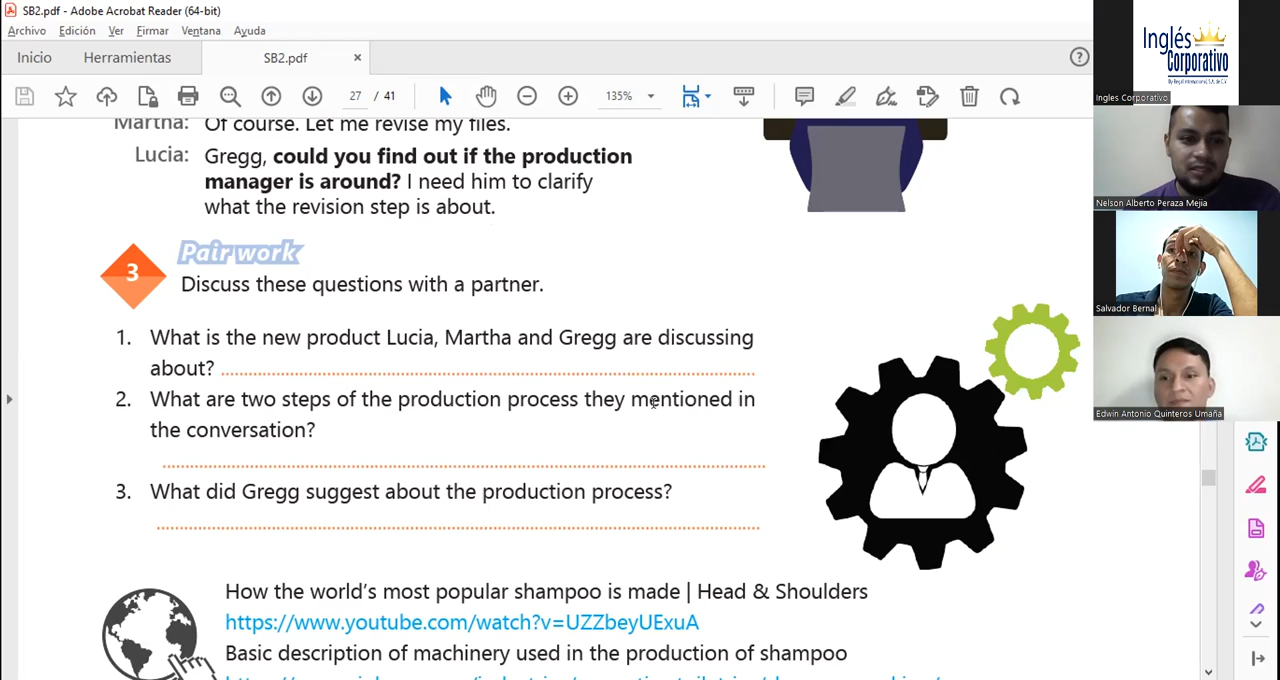 SB2.pdf - Adobe Acrobat Reader (64-bit)
Archivo Edición Ver Firmar Ventana Ayuda
Inicio Herramientas SB2.pdf ×
27 / 41 135%
Martha: Of course. Let me revise my files.
Lucia: Gregg, could you find out if the production
manager is around? I need him to clarify
what the revision step is about.
Pair work
3
Discuss these questions with a partner.
1. What is the new product Lucia, Martha and Gregg are discussing
about?
2. What are two steps of the production process they mentioned in
the conversation?
3. What did Gregg suggest about the production process?
How the world's most popular shampoo is made | Head & Shoulders
https://www.youtube.com/watch?v=UZZbeyUExuA
Basic description of machinery used in the production of shampoo
Inglés
Corporativo
Ingles Corporativo
Nelson Alberto Peraza Mejia
Salvador Bernal
Edwin Antonio Quinteros Umaña